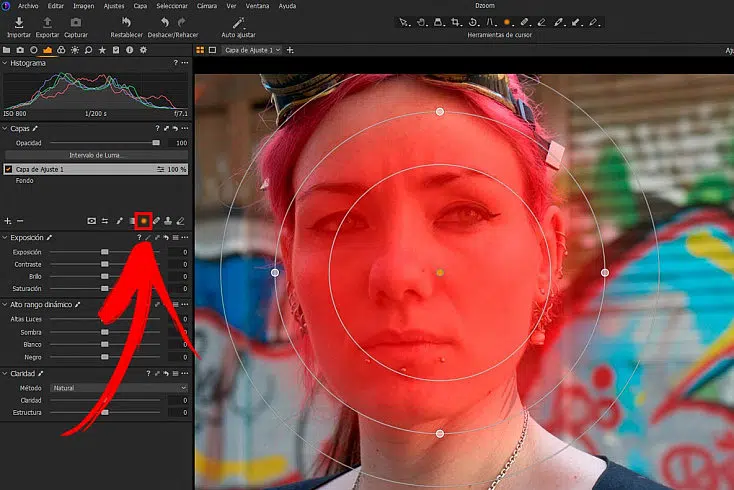 Archivo Editar Imagen Ajustes Capa Seleccionar Cámara Ver Ventana Ayuda Dzoom
Importar Exportar Capturar Restablecer Deshacer/Rehacer Auto ajustar Herramientas de cursor
Capa de Ajuste 1
Aju
Histograma
ISO 800 1/200 s f/7.1
Capas
Opacidad 100
Intervalo de Luma...
Capa de Ajuste 1 100 %
Fondo
Exposición
Exposición 0
Contraste 0
Brillo 0
Saturación 0
Alto rango dinámico
Altas Luces 0
Sombra 0
Blanco 0
Negro 0
Claridad
Método Natural
Claridad 0
Estructura 0